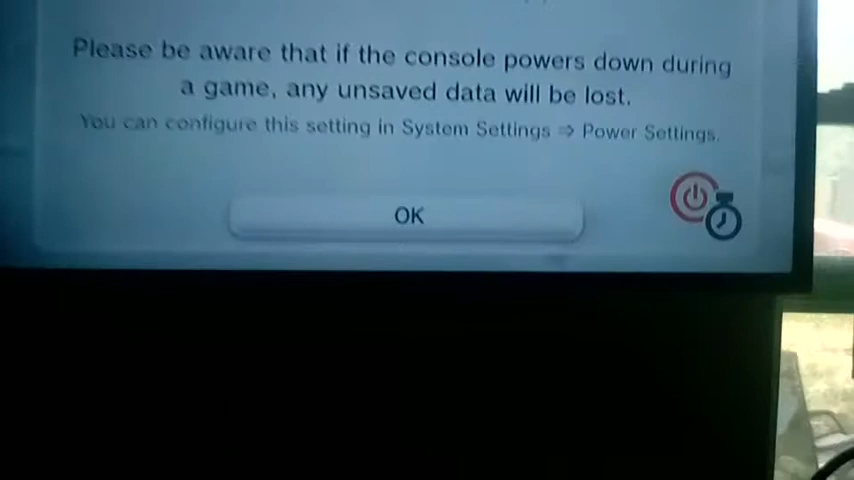 Please be aware that if the console powers down during
a game, any unsaved data will be lost.
You can configure this setting in System Settings ⇒ Power Settings.
OK